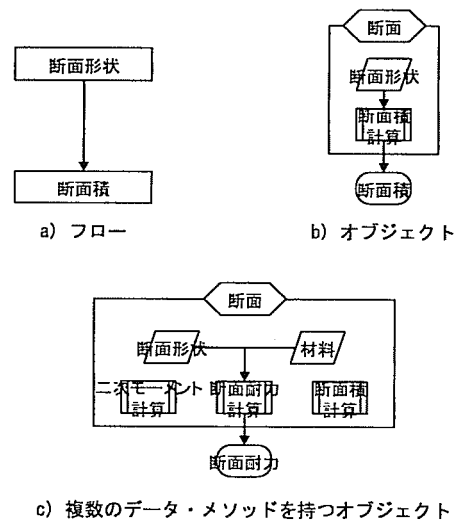 断面形状
断面積
a) フロー
断面
断面形状
断面積
計算
断面積
b) オブジェクト
断面
断面形状
材料
二次モーメント
計算
断面耐力
計算
断面積
計算
断面耐力
c) 複数のデータ・メソッドを持つオブジェクト